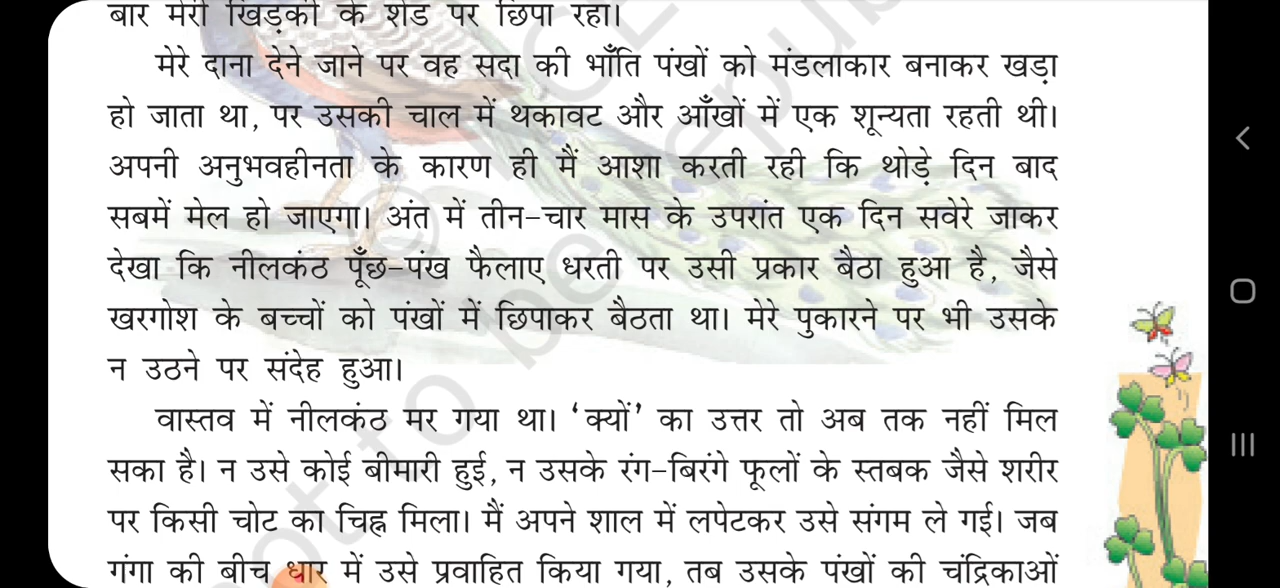 बार मेरी खिड़की के शेड पर छिपा रहा।
मेरे दाना देने जाने पर वह सदा की भाँति पंखों को मंडलाकार बनाकर खड़ा
हो जाता था, पर उसकी चाल में थकावट और आँखों में एक शून्यता रहती थी।
अपनी अनुभवहीनता के कारण ही मैं आशा करती रही कि थोड़े दिन बाद
सबमें मेल हो जाएगा। अंत में तीन-चार मास के उपरांत एक दिन सवेरे जाकर
देखा कि नीलकंठ पूँछ-पंख फैलाए धरती पर उसी प्रकार बैठा हुआ है, जैसे
खरगोश के बच्चों को पंखों में छिपाकर बैठता था। मेरे पुकारने पर भी उसके
न उठने पर संदेह हुआ।
वास्तव में नीलकंठ मर गया था। ‘क्यों’ का उत्तर तो अब तक नहीं मिल
सका है। न उसे कोई बीमारी हुई, न उसके रंग-बिरंगे फूलों के स्तबक जैसे शरीर
पर किसी चोट का चिह्न मिला। मैं अपने शाल में लपेटकर उसे संगम ले गई। जब
गंगा की बीच धार में उसे प्रवाहित किया गया, तब उसके पंखों की चंद्रिकाओं